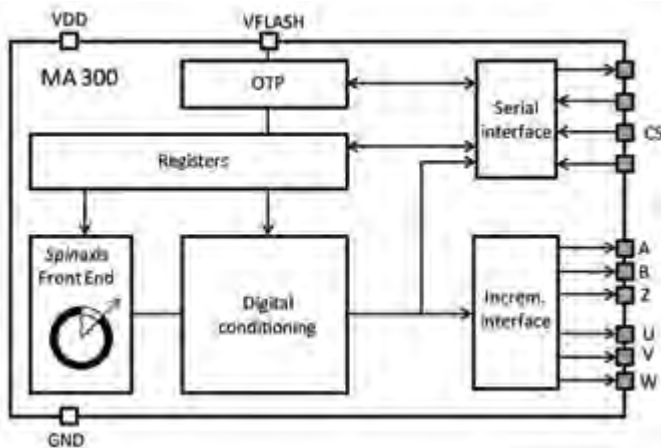 VDD
VFLASH
MA 300
OTP
Serial
interface
CS
Registers
Spinaxis
Front End
Digital
conditioning
Increm.
interface
A
B
Z
U
V
W
GND